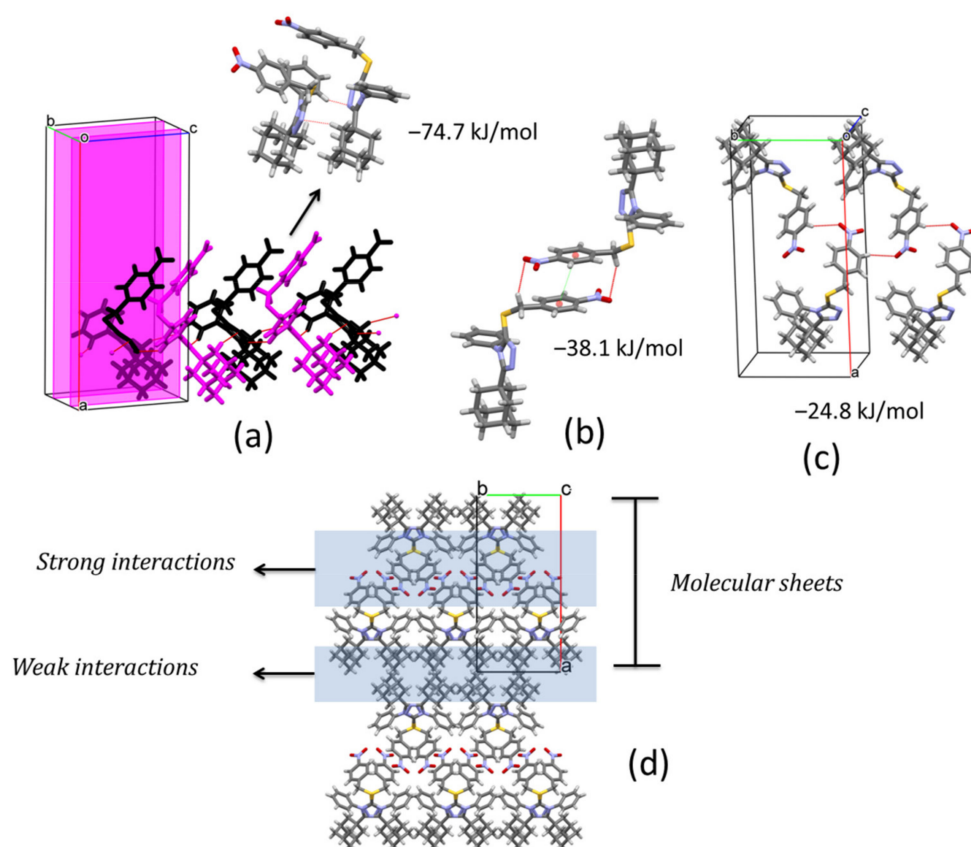 b
o
c
–74.7 kJ/mol
a
(a)
–38.1 kJ/mol
(b)
c
b
o
a
–24.8 kJ/mol
(c)
b
c
Strong interactions
Molecular sheets
Weak interactions
a
(d)